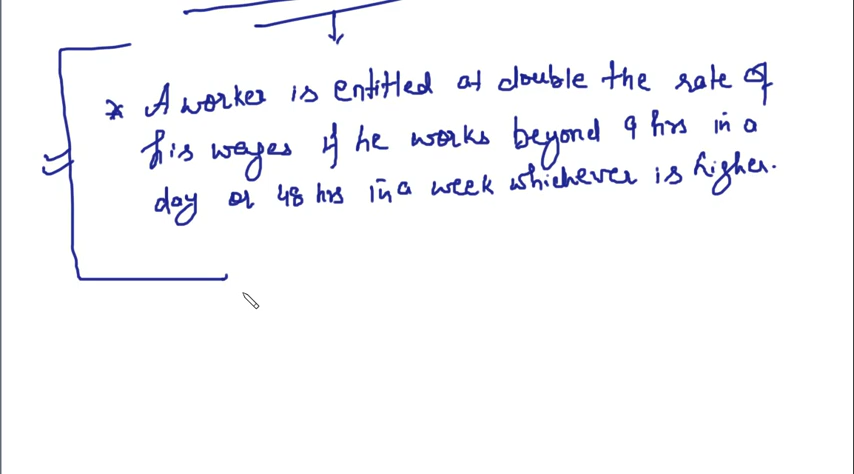 * A worker is entitled at double the rate of
his wages if he works beyond 9 hrs in a
day or 48 hrs in a week whichever is higher.